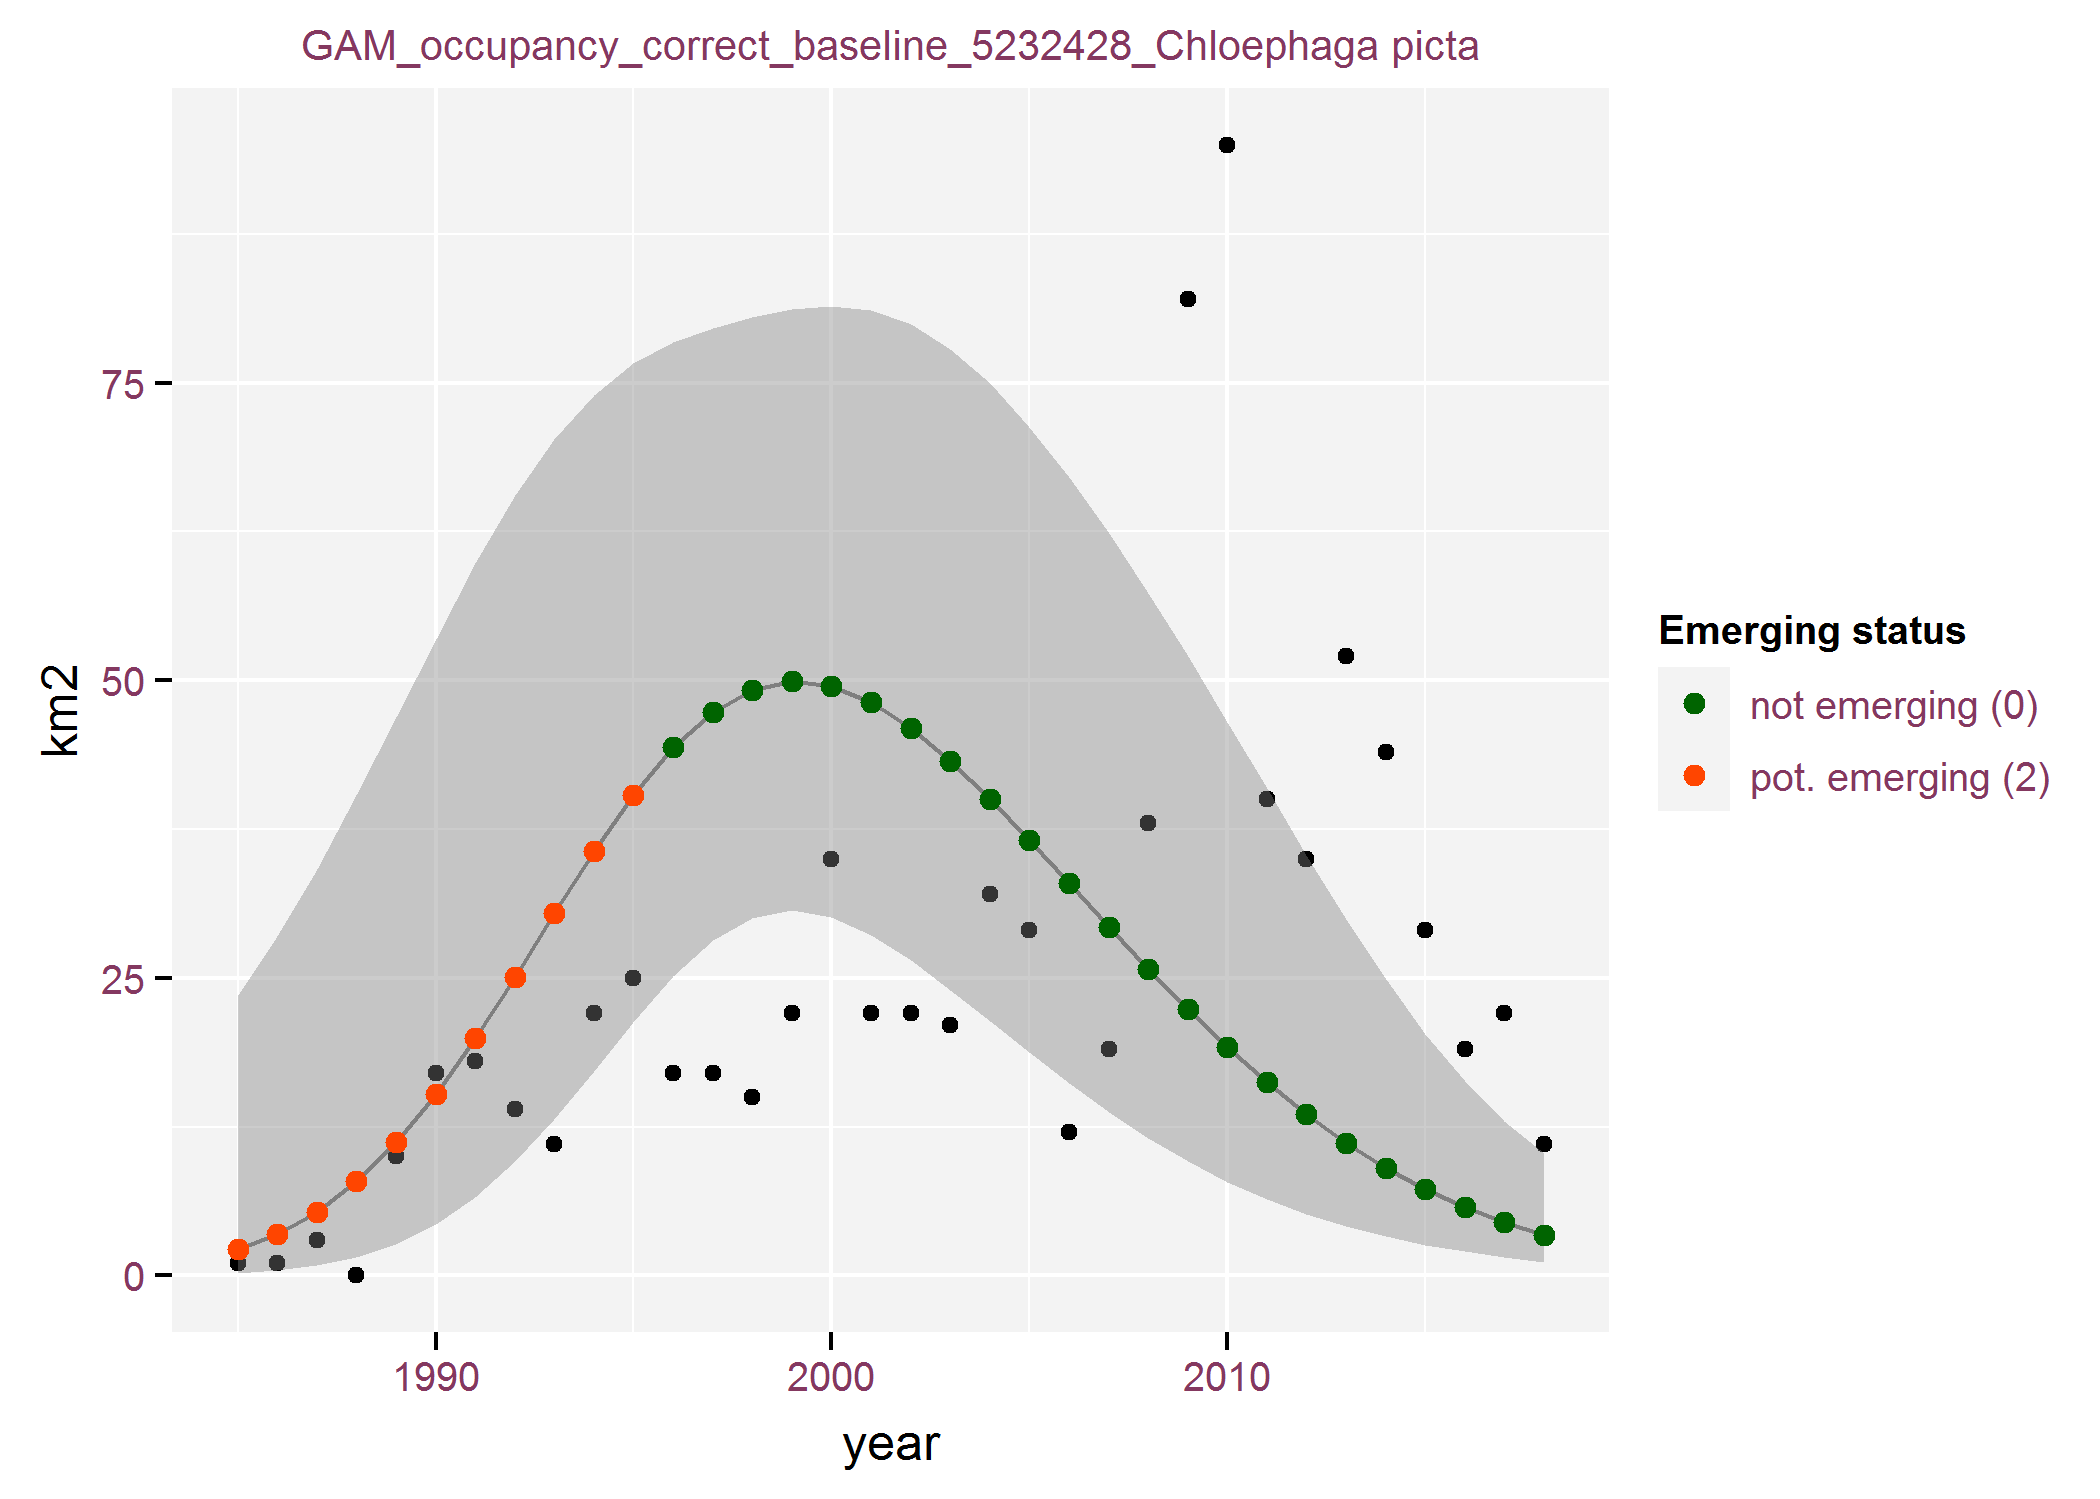 GAM_occupancy_correct_baseline_5232428_Chloephaga picta
75
50
25
0
km2
1990
2000
2010
year
Emerging status
not emerging (0)
pot. emerging (2)